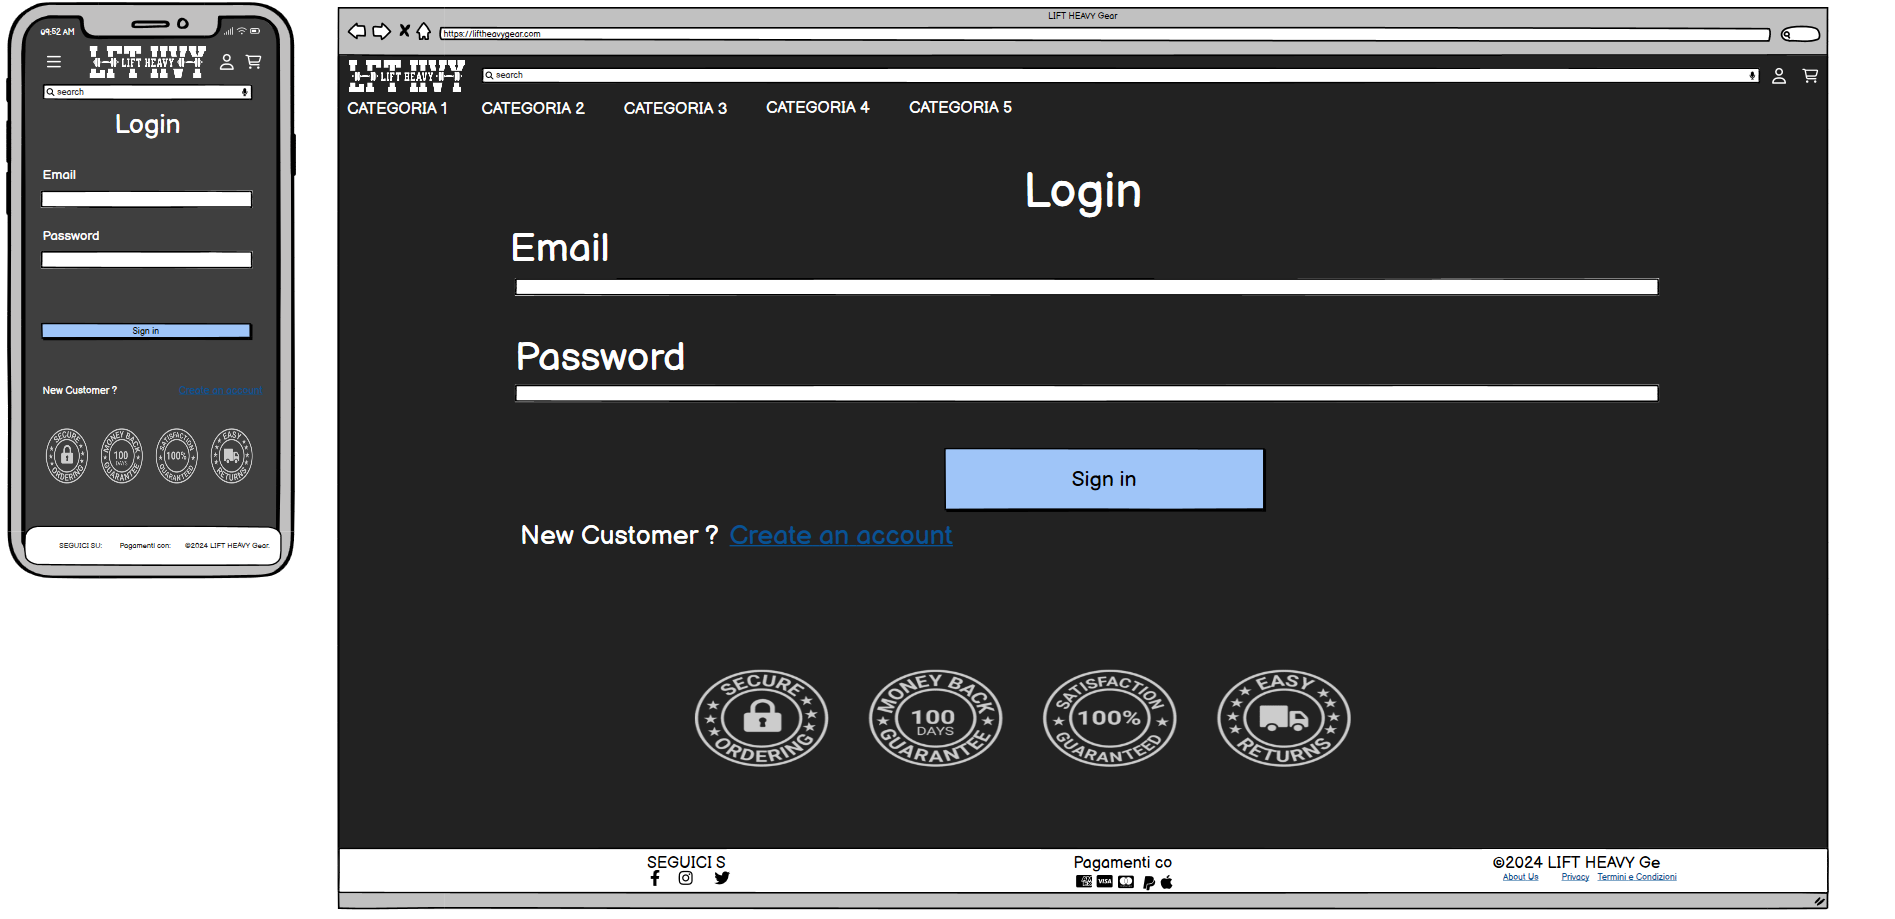 09:52 AM
LFT HVY
LIFT HEAVY
search
Login
Email
Password
Sign in
New Customer ? Create an account
SECURE ORDERING
MONEY BACK 100 DAYS GUARANTEE
SATISFACTION 100% GUARANTEED
EASY RETURNS
SEGUICI SU: Pagamenti con: ©2024 LIFT HEAVY Gear.
LIFT HEAVY Gear
https://liftheavygear.com
LFT HVY
LIFT HEAVY
search
CATEGORIA 1 CATEGORIA 2 CATEGORIA 3 CATEGORIA 4 CATEGORIA 5
Login
Email
Password
Sign in
New Customer ? Create an account
SECURE ORDERING
MONEY BACK 100 DAYS GUARANTEE
SATISFACTION 100% GUARANTEED
EASY RETURNS
SEGUICI S Pagamenti co ©2024 LIFT HEAVY Ge
VISA
About Us Privacy Termini e Condizioni